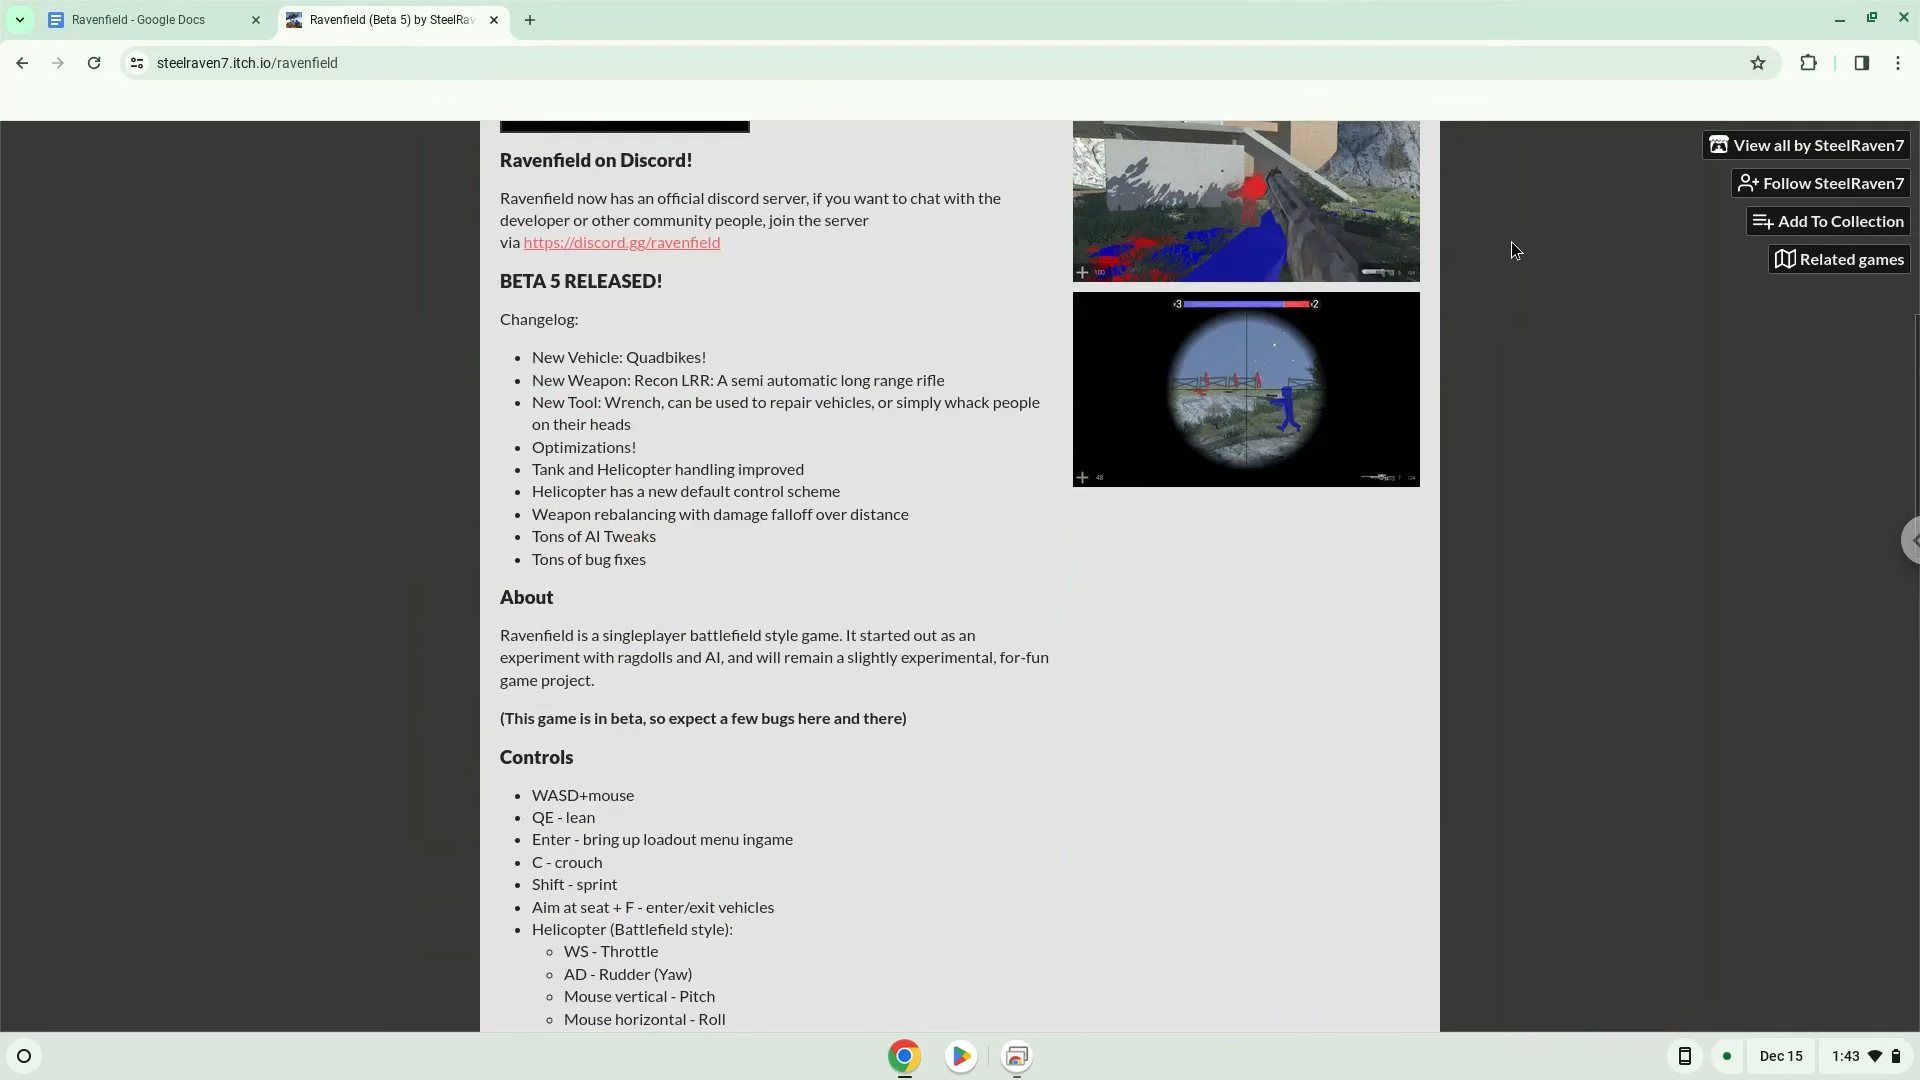 Ravenfield - Google Docs
Ravenfield (Beta 5) by SteelRav
steelraven7.itch.io/ravenfield
View all by SteelRaven7
Follow SteelRaven7
Add To Collection
Related games
Ravenfield on Discord!
Ravenfield now has an official discord server, if you want to chat with the
developer or other community people, join the server
via https://discord.gg/ravenfield
BETA 5 RELEASED!
Changelog:
New Vehicle: Quadbikes!
New Weapon: Recon LRR: A semi automatic long range rifle
New Tool: Wrench, can be used to repair vehicles, or simply whack people
on their heads
Optimizations!
Tank and Helicopter handling improved
Helicopter has a new default control scheme
Weapon rebalancing with damage falloff over distance
Tons of AI Tweaks
Tons of bug fixes
About
Ravenfield is a singleplayer battlefield style game. It started out as an
experiment with ragdolls and AI, and will remain a slightly experimental, for-fun
game project.
(This game is in beta, so expect a few bugs here and there)
Controls
WASD+mouse
QE - lean
Enter - bring up loadout menu ingame
C - crouch
Shift - sprint
Aim at seat + F - enter/exit vehicles
Helicopter (Battlefield style):
WS - Throttle
AD - Rudder (Yaw)
Mouse vertical - Pitch
Mouse horizontal - Roll
100
48
Dec 15
1:43